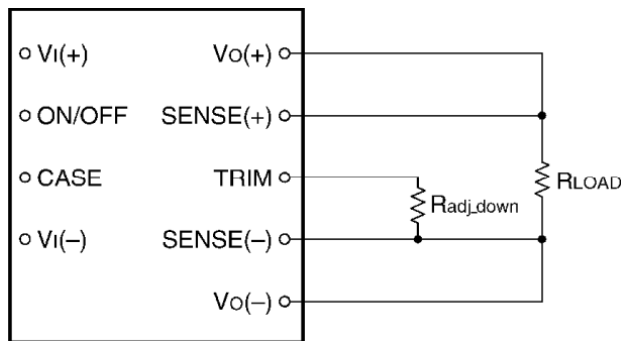 VI(+) VO(+)
ON/OFF SENSE(+)
CASE TRIM RLOAD
Radj_down
VI(–) SENSE(–)
VO(–)